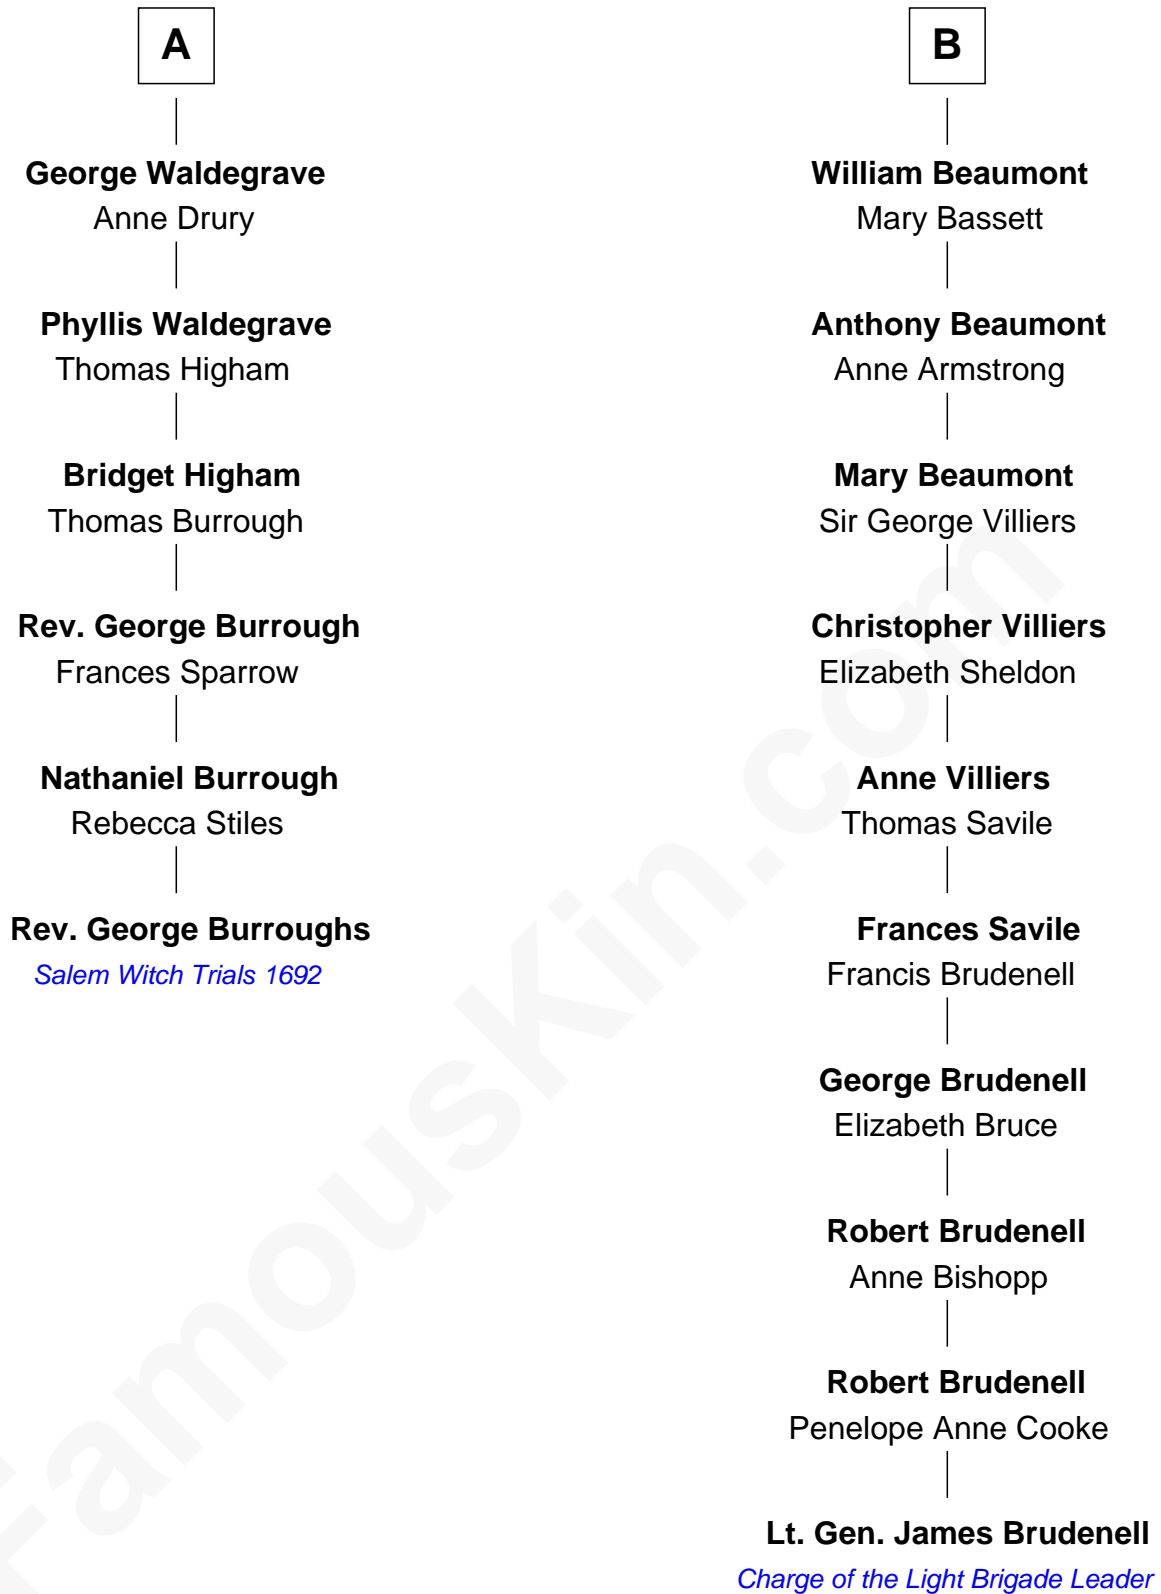 A
George Waldegrave
Anne Drury
Phyllis Waldegrave
Thomas Higham
Bridget Higham
Thomas Burrough
Rev. George Burrough
Frances Sparrow
Nathaniel Burrough
Rebecca Stiles
Rev. George Burroughs
Salem Witch Trials 1692
B
William Beaumont
Mary Bassett
Anthony Beaumont
Anne Armstrong
Mary Beaumont
Sir George Villiers
Christopher Villiers
Elizabeth Sheldon
Anne Villiers
Thomas Savile
Frances Savile
Francis Brudenell
George Brudenell
Elizabeth Bruce
Robert Brudenell
Anne Bishopp
Robert Brudenell
Penelope Anne Cooke
Lt. Gen. James Brudenell
Charge of the Light Brigade Leader
FamousKin.com